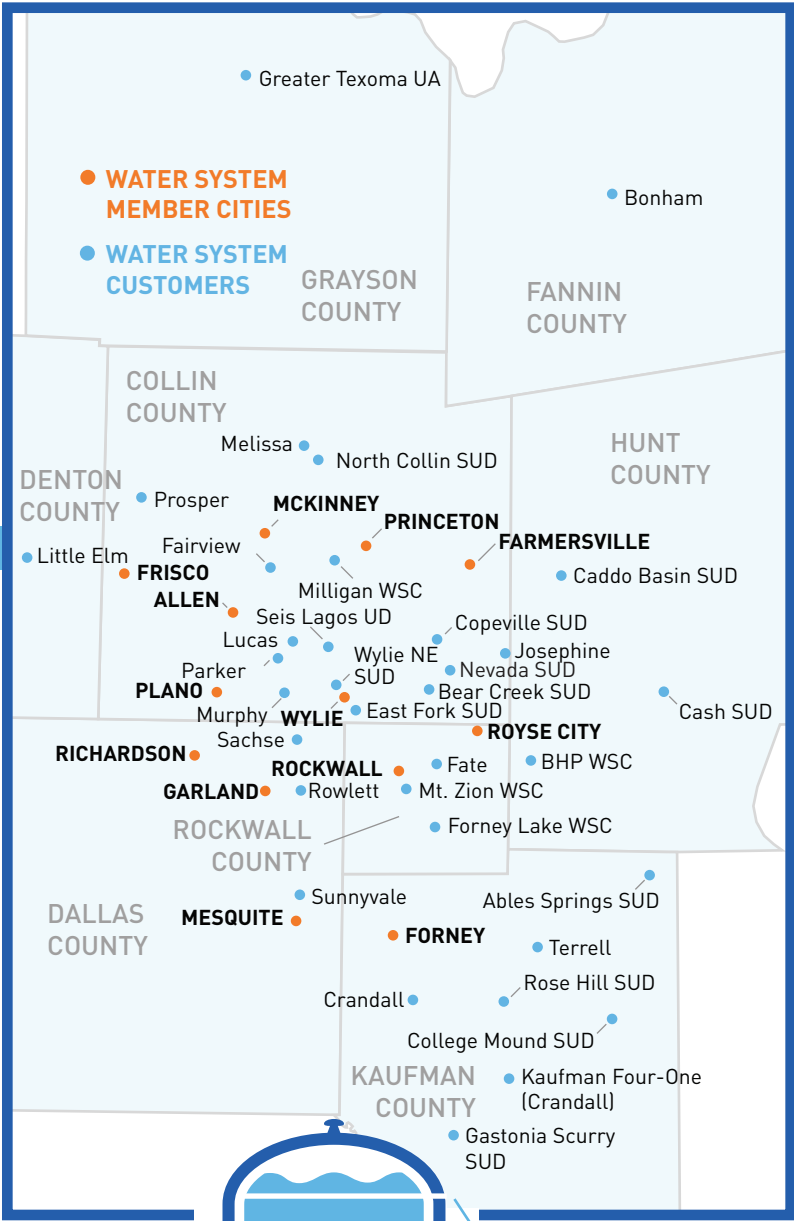 Greater Texoma UA
WATER SYSTEM
MEMBER CITIES
Bonham
WATER SYSTEM
CUSTOMERS
GRAYSON
COUNTY
FANNIN
COUNTY
COLLIN
COUNTY
Melissa
North Collin SUD
HUNT
COUNTY
DENTON
COUNTY
Prosper
MCKINNEY
PRINCETON
FARMERSVILLE
Fairview
Little Elm
FRISCO
Caddo Basin SUD
Milligan WSC
ALLEN
Seis Lagos UD
Copeville SUD
Lucas
Josephine
Wylie NE
SUD
Parker
Nevada SUD
PLANO
Bear Creek SUD
Murphy
WYLIE
East Fork SUD
Cash SUD
Sachse
ROYSE CITY
RICHARDSON
ROCKWALL
Fate
BHP WSC
GARLAND
Rowlett
Mt. Zion WSC
ROCKWALL
COUNTY
Forney Lake WSC
Sunnyvale
Ables Springs SUD
DALLAS
COUNTY
MESQUITE
FORNEY
Terrell
Rose Hill SUD
Crandall
College Mound SUD
KAUFMAN
COUNTY
Kaufman Four-One
(Crandall)
Gastonia Scurry
SUD